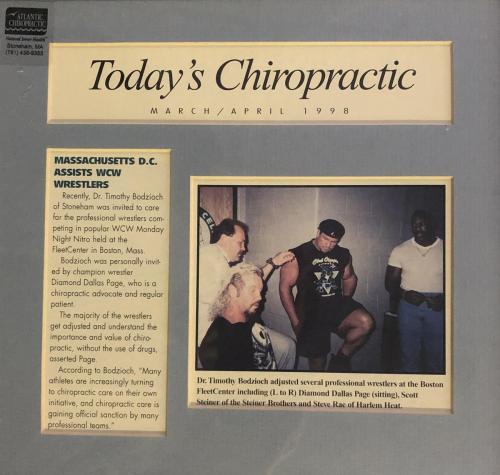 ATLANTIC
CHIROPRACTIC
Stoneham, MA
(781) 438-9355
Today's Chiropractic
MARCH/APRIL 1998
MASSACHUSETTS D.C.
ASSISTS WCW
WRESTLERS
Recently, Dr. Timothy Bodzioch
of Stoneham was invited to care
for the professional wrestlers com-
peting in popular WCW Monday
Night Nitro held at the
FleetCenter in Boston, Mass.
Bodzioch was personally invit-
ed by champion wrestler
Diamond Dallas Page, who is a
chiropractic advocate and regular
patient.
The majority of the wrestlers
get adjusted and understand the
importance and value of chiro-
practic, without the use of drugs,
asserted Page.
According to Bodzioch, "Many
athletes are increasingly turning
to chiropractic care on their own
initiative, and chiropractic care is
gaining official sanction by many
professional teams."
Dr. Timothy Bodzioch adjusted several professional wrestlers at the Boston
FleetCenter including (L to R) Diamond Dallas Page (sitting), Scott
Steiner of the Steiner Brothers and Steve Rae of Harlem Heat.